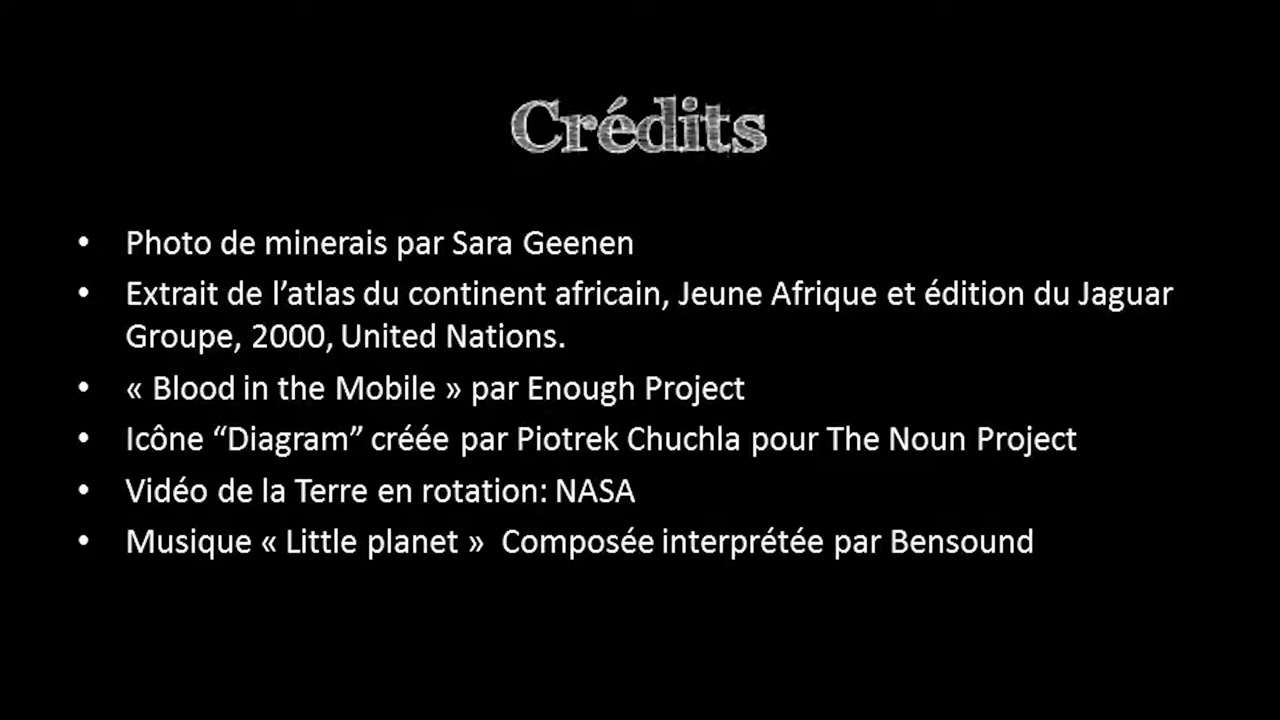 Crédits
• Photo de minerais par Sara Geenen
• Extrait de l’atlas du continent africain, Jeune Afrique et édition du Jaguar
Groupe, 2000, United Nations.
• « Blood in the Mobile » par Enough Project
• Icône “Diagram” créée par Piotrek Chuchla pour The Noun Project
• Vidéo de la Terre en rotation: NASA
• Musique « Little planet »  Composée interprétée par Bensound